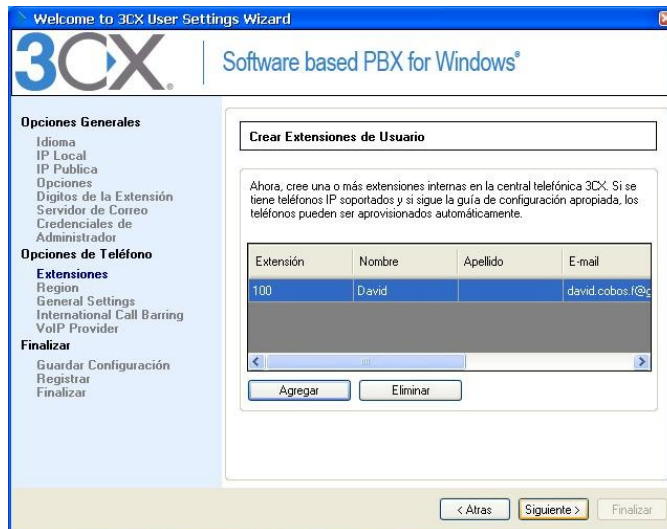 Welcome to 3CX User Settings Wizard
3CX®
Software based PBX for Windows®
Opciones Generales
Idioma
IP Local
IP Publica
Opciones
Digitos de la Extensión
Servidor de Correo
Credenciales de
Administrador
Opciones de Teléfono
Extensiones
Region
General Settings
International Call Barring
VoIP Provider
Finalizar
Guardar Configuración
Registrar
Finalizar
Crear Extensiones de Usuario
Ahora, cree una o más extensiones internas en la central telefónica 3CX. Si se
tiene teléfonos IP soportados y si sigue la guía de configuración apropiada, los
teléfonos pueden ser aprovisionados automáticamente.
Extensión Nombre Apellido E-mail
100 David david.cobos.f@g
Agregar Eliminar
< Atras Siguiente > Finalizar